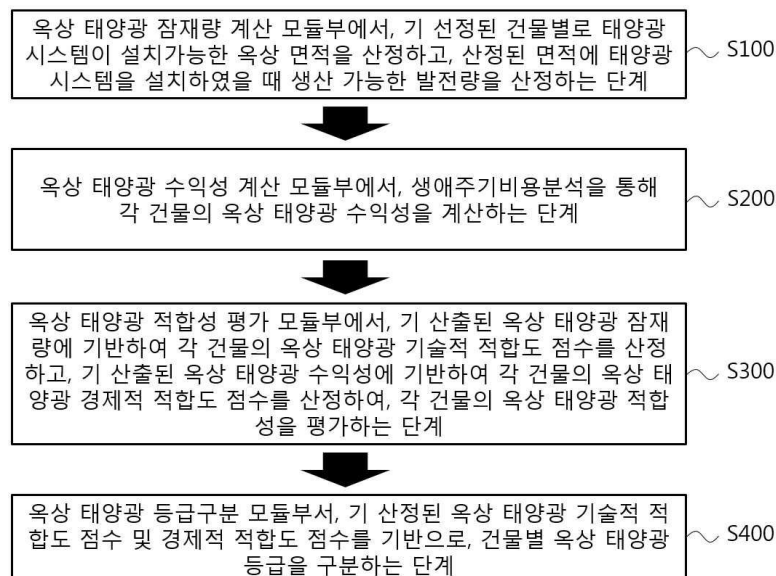 옥상 태양광 잠재량 계산 모듈부에서, 기 선정된 건물별로 태양광
시스템이 설치가능한 옥상 면적을 산정하고, 산정된 면적에 태양광
시스템을 설치하였을 때 생산 가능한 발전량을 산정하는 단계
S100
옥상 태양광 수익성 계산 모듈부에서, 생애주기비용분석을 통해
각 건물의 옥상 태양광 수익성을 계산하는 단계
S200
옥상 태양광 적합성 평가 모듈부에서, 기 산출된 옥상 태양광 잠재
량에 기반하여 각 건물의 옥상 태양광 기술적 적합도 점수를 산정
하고, 기 산출된 옥상 태양광 수익성에 기반하여 각 건물의 옥상 태
양광 경제적 적합도 점수를 산정하여, 각 건물의 옥상 태양광 적합
성을 평가하는 단계
S300
옥상 태양광 등급구분 모듈부서, 기 산정된 옥상 태양광 기술적 적
합도 점수 및 경제적 적합도 점수를 기반으로, 건물별 옥상 태양광
등급을 구분하는 단계
S400